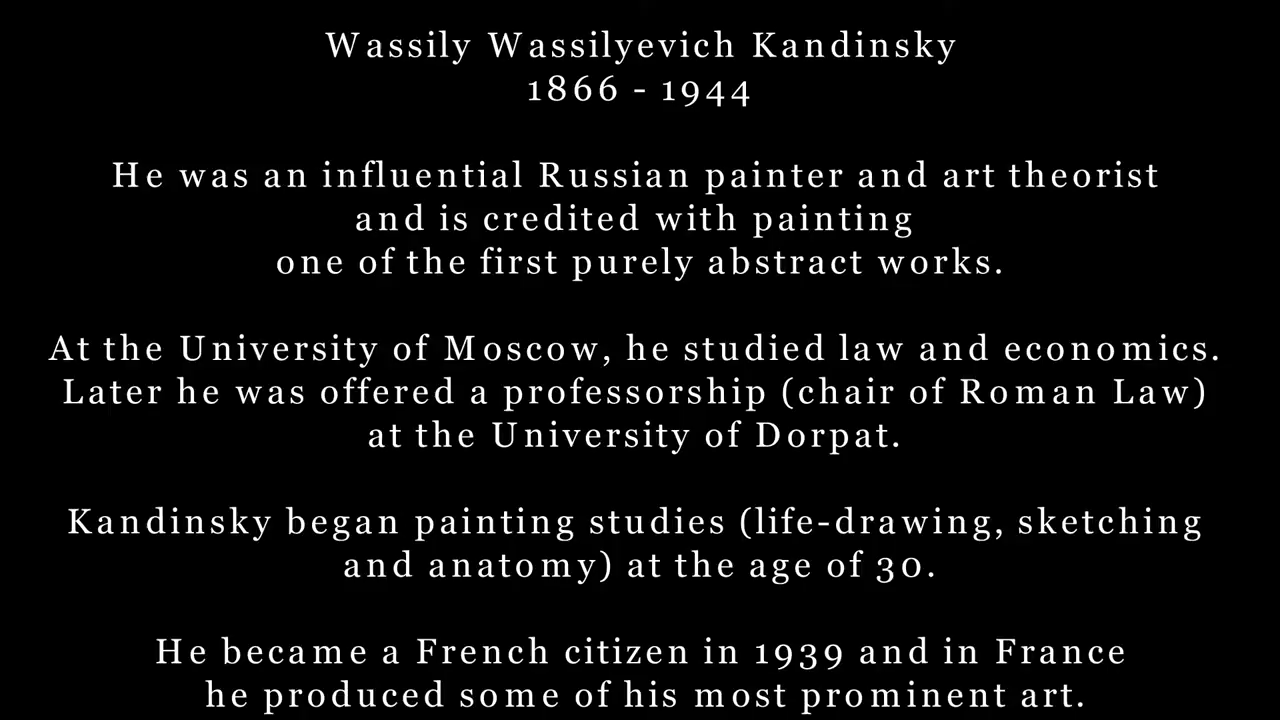 Wassily Wassilyevich Kandinsky
1866 - 1944
He was an influential Russian painter and art theorist
and is credited with painting
one of the first purely abstract works.
At the University of Moscow, he studied law and economics.
Later he was offered a professorship (chair of Roman Law)
at the University of Dorpat.
Kandinsky began painting studies (life-drawing, sketching
and anatomy) at the age of 30.
He became a French citizen in 1939 and in France
he produced some of his most prominent art.